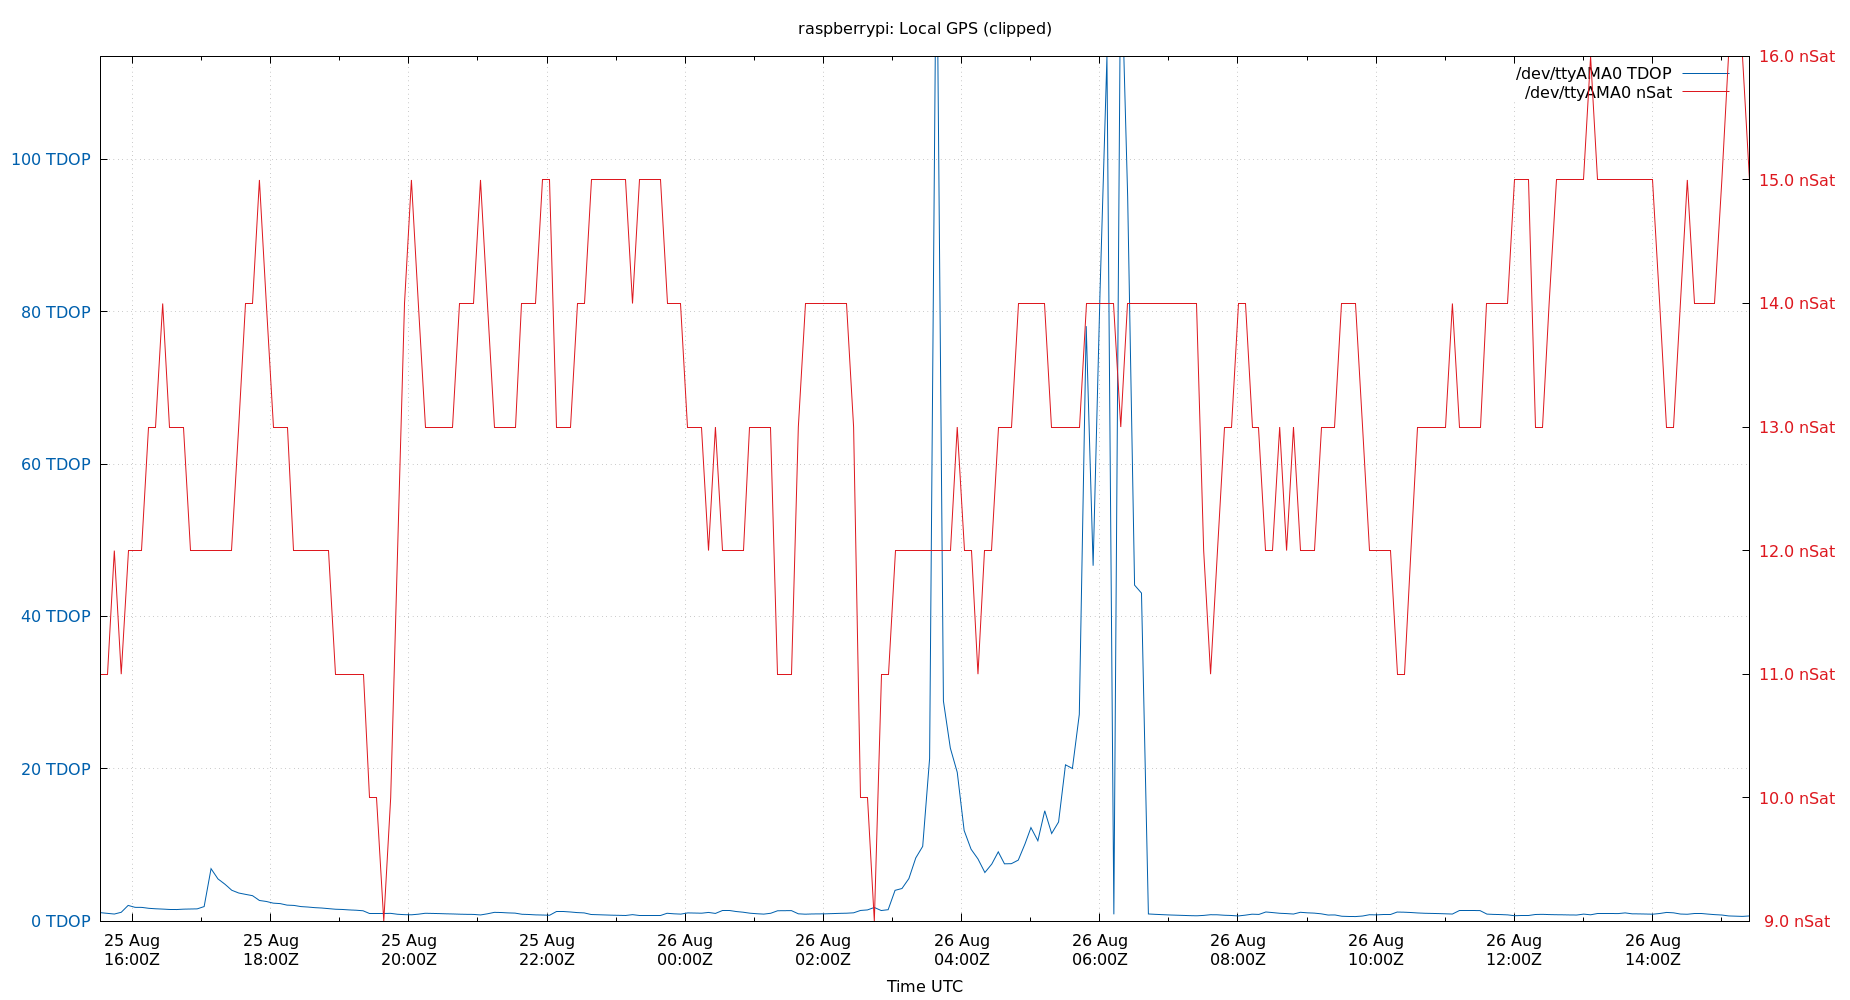 raspberrypi: Local GPS (clipped)
16.0 nSat
/dev/ttyAMA0 TDOP
/dev/ttyAMA0 nSat
100 TDOP
15.0 nSat
80 TDOP
14.0 nSat
13.0 nSat
60 TDOP
12.0 nSat
40 TDOP
11.0 nSat
20 TDOP
10.0 nSat
0 TDOP
9.0 nSat
25 Aug
16:00Z
25 Aug
18:00Z
25 Aug
20:00Z
25 Aug
22:00Z
26 Aug
00:00Z
26 Aug
02:00Z
26 Aug
04:00Z
26 Aug
06:00Z
26 Aug
08:00Z
26 Aug
10:00Z
26 Aug
12:00Z
26 Aug
14:00Z
Time UTC